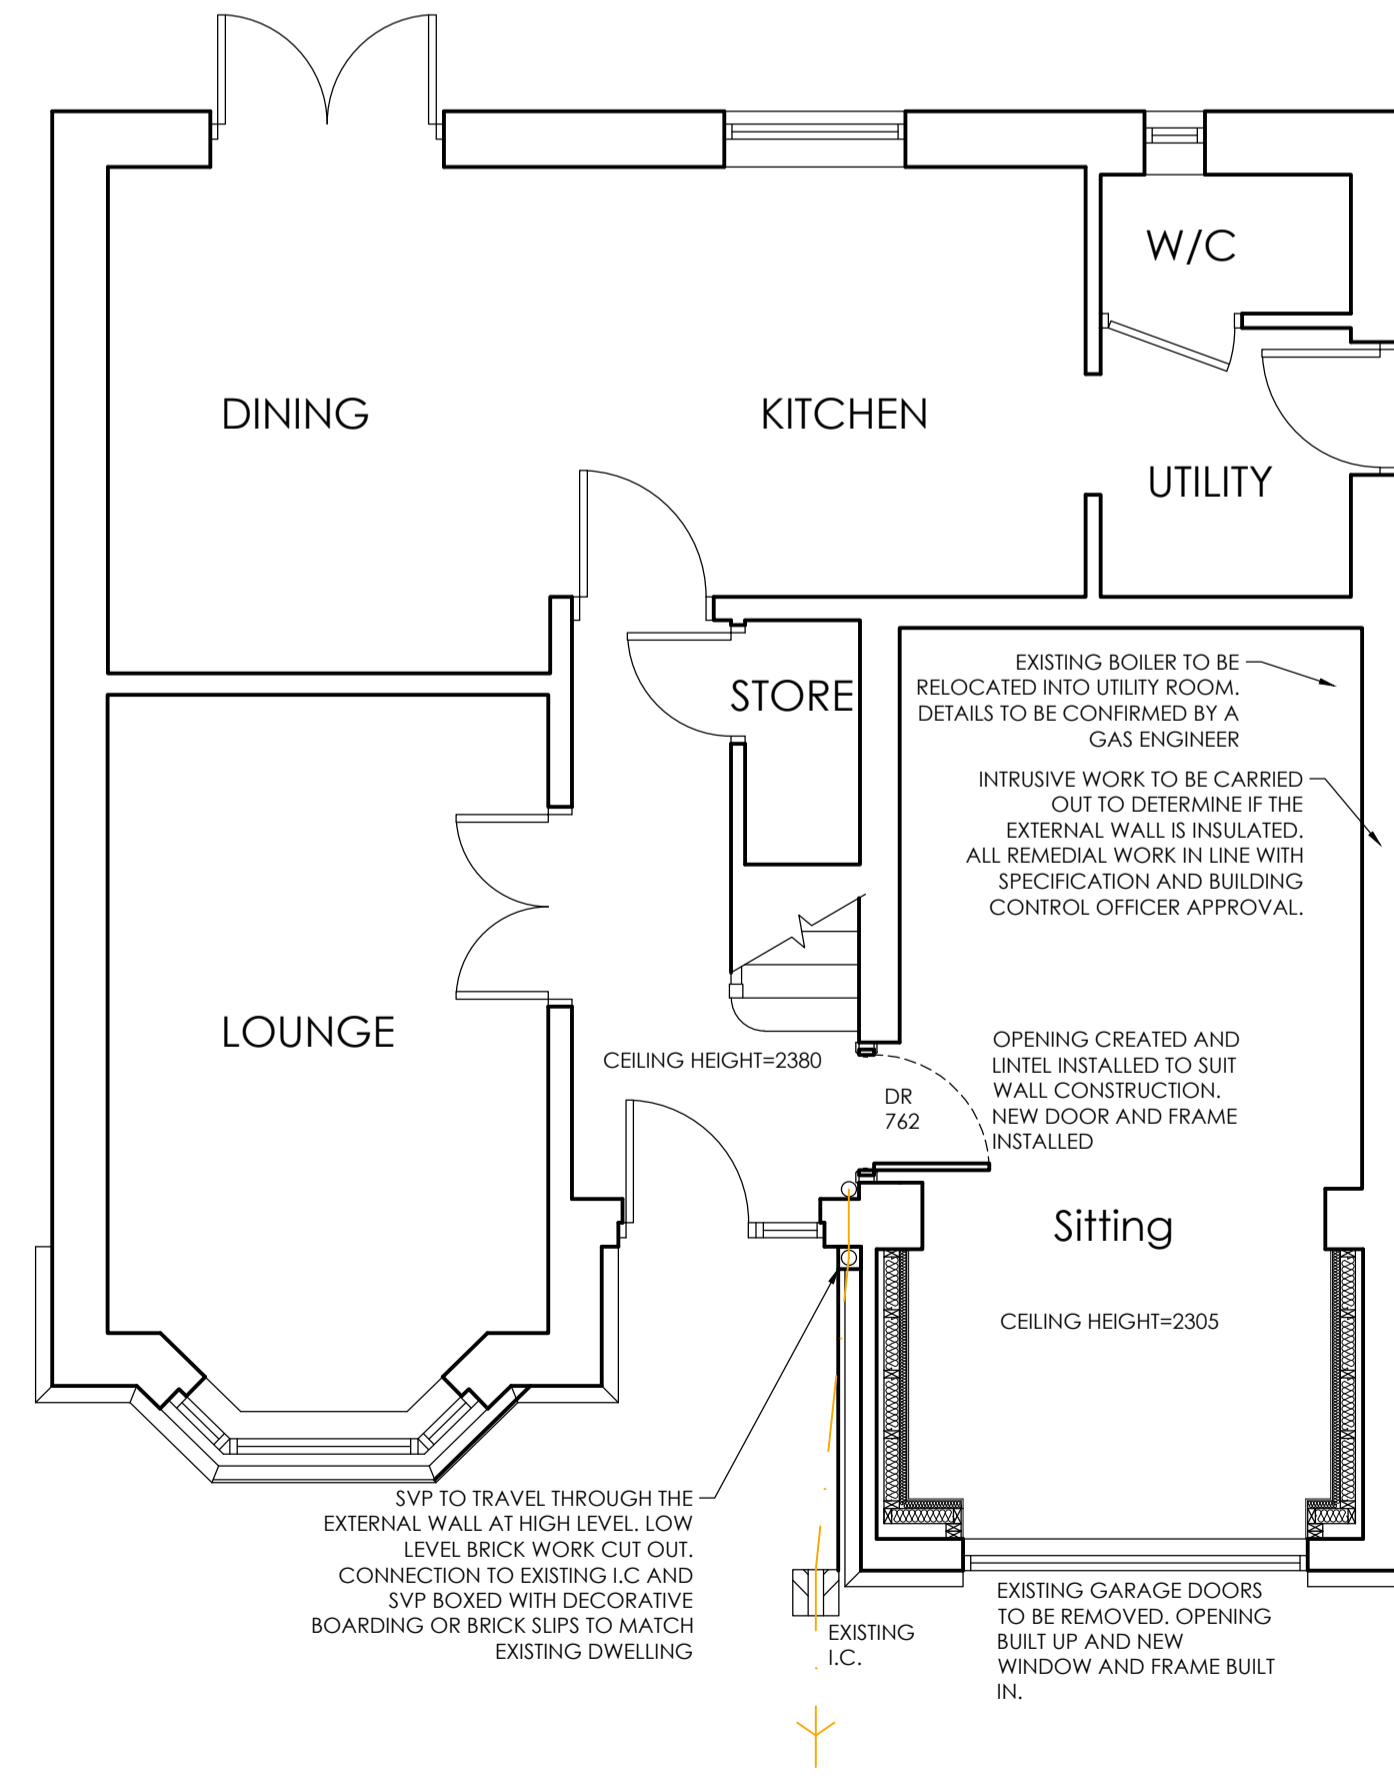 W/C
DINING
KITCHEN
UTILITY
EXISTING BOILER TO BE
RELOCATED INTO UTILITY ROOM.
DETAILS TO BE CONFIRMED BY A
GAS ENGINEER
STORE
INTRUSIVE WORK TO BE CARRIED
OUT TO DETERMINE IF THE
EXTERNAL WALL IS INSULATED.
ALL REMEDIAL WORK IN LINE WITH
SPECIFICATION AND BUILDING
CONTROL OFFICER APPROVAL.
LOUNGE
CEILING HEIGHT=2380
OPENING CREATED AND
LINTEL INSTALLED TO SUIT
WALL CONSTRUCTION.
NEW DOOR AND FRAME
INSTALLED
DR
762
Sitting
CEILING HEIGHT=2305
SVP TO TRAVEL THROUGH THE
EXTERNAL WALL AT HIGH LEVEL. LOW
LEVEL BRICK WORK CUT OUT.
CONNECTION TO EXISTING I.C AND
SVP BOXED WITH DECORATIVE
BOARDING OR BRICK SLIPS TO MATCH
EXISTING DWELLING
EXISTING
I.C.
EXISTING GARAGE DOORS
TO BE REMOVED. OPENING
BUILT UP AND NEW
WINDOW AND FRAME BUILT
IN.